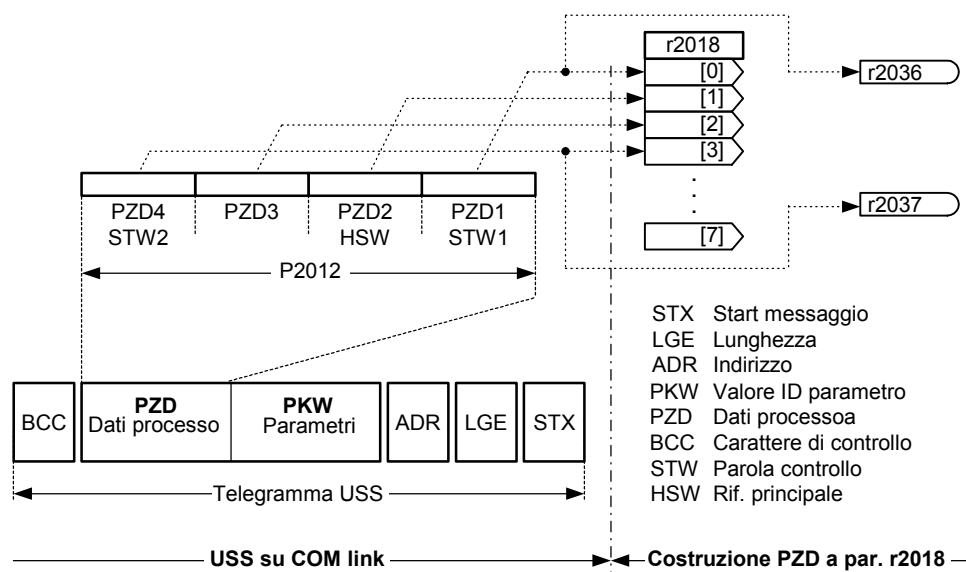 r2018
[0]
[1]
[2]
[3]
[7]
r2036
r2037
PZD4
STW2
PZD3
PZD2
HSW
PZD1
STW1
P2012
STX Start messaggio
LGE Lunghezza
ADR Indirizzo
PKW Valore ID parametro
PZD Dati processoa
BCC Carattere di controllo
STW Parola controllo
HSW Rif. principale
BCC
PZD
Dati processo
PKW
Parametri
ADR
LGE
STX
Telegramma USS
USS su COM link
Costruzione PZD a par. r2018